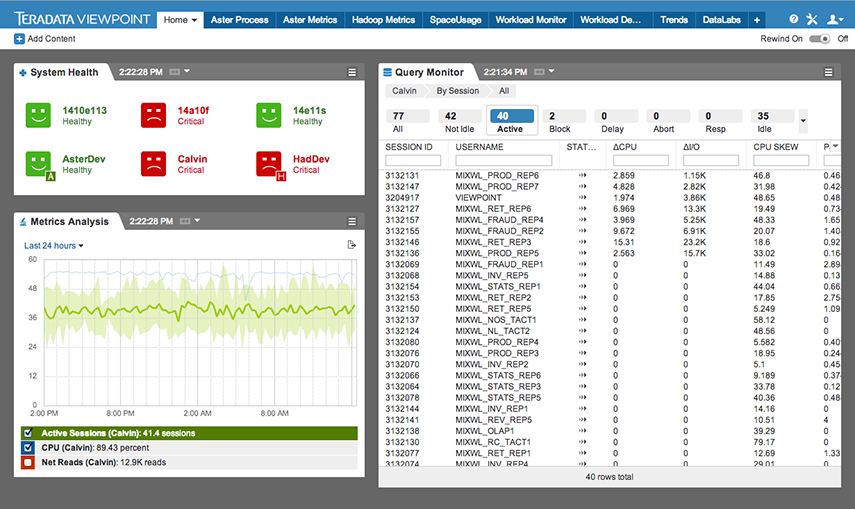 TERADATA VIEWPOINT Home Aster Process Aster Metrics Hadoop Metrics SpaceUsage Workload Monitor Workload De... Trends DataLabs + ?
Add Content Rewind On Off
System Health 2:22:28 PM
1410e113 14a10f 14e11s
Healthy Critical Healthy
AsterDev Calvin HadDev
Healthy Critical Critical
A H
Metrics Analysis 2:22:28 PM
Last 24 hours
60
48
36
24
12
0
2:00 PM 8:00 PM 2:00 AM 8:00 AM
Active Sessions (Calvin): 41.4 sessions
CPU (Calvin): 89.43 percent
Net Reads (Calvin): 12.9K reads
Query Monitor 2:21:34 PM
Calvin By Session All
77 42 40 2 0 0 0 35
All Not Idle Active Block Delay Abort Resp Idle
SESSION ID USERNAME STAT... ΔCPU ΔI/O CPU SKEW P
3132131 MIXWL_PROD_REP6 2.859 1.15K 46.8 0.46
3132147 MIXWL_PROD_REP7 4.828 2.82K 31.98 0.42
3204917 VIEWPOINT 1.974 3.86K 48.65 0.48
3132127 MIXWL_RET_REP6 6.969 13.3K 19.49 0.73
3132157 MIXWL_FRAUD_REP4 3.969 5.25K 48.33 1.65
3132155 MIXWL_FRAUD_REP2 9.672 6.91K 20.07 1.40
3132146 MIXWL_RET_REP3 15.31 23.2K 18.6 0.92
3132136 MIXWL_PROD_REP5 2.563 15.7K 33.02 0.16
3132069 MIXWL_FRAUD_REP1 0 0 11.49 2.89
3132068 MIXWL_INV_REP5 0 0 14.88 0.13
3132154 MIXWL_STATS_REP1 0 0 44.04 0.66
3132153 MIXWL_RET_REP2 0 0 17.85 2.75
3132150 MIXWL_RET_REP5 0 0 5.249 1.09
3132137 MIXWL_NOS_TACT1 0 0 58.12 0
3132124 MIXWL_NL_TACT2 0 0 48.56
3132080 MIXWL_PROD_REP4 0 0 5.582 0.40
3132076 MIXWL_PROD_REP3 0 0 18.95 0.24
3132070 MIXWL_INV_REP2 0 0 5.1 0.45
3132066 MIXWL_STATS_REP6 0 0 9.189 0.37
3132064 MIXWL_STATS_REP3 0 0 33.78 0.12
3132078 MIXWL_STATS_REP5 0 0 40.36 0.48
3132144 MIXWL_INV_REP1 0 0 14.16 0
3132141 MIXWL_REV_REP5 0 0 10.51 4
3132138 MIXWL_OLAP1 0 0 39.29 0
3132130 MIXWL_RC_TACT1 0 0 79.17 0
3132077 MIXWL_RET_REP1 0 0 12.69 1.33
3132074 MIXWL_INV_REP4 0 0 29.01 0
40 rows total